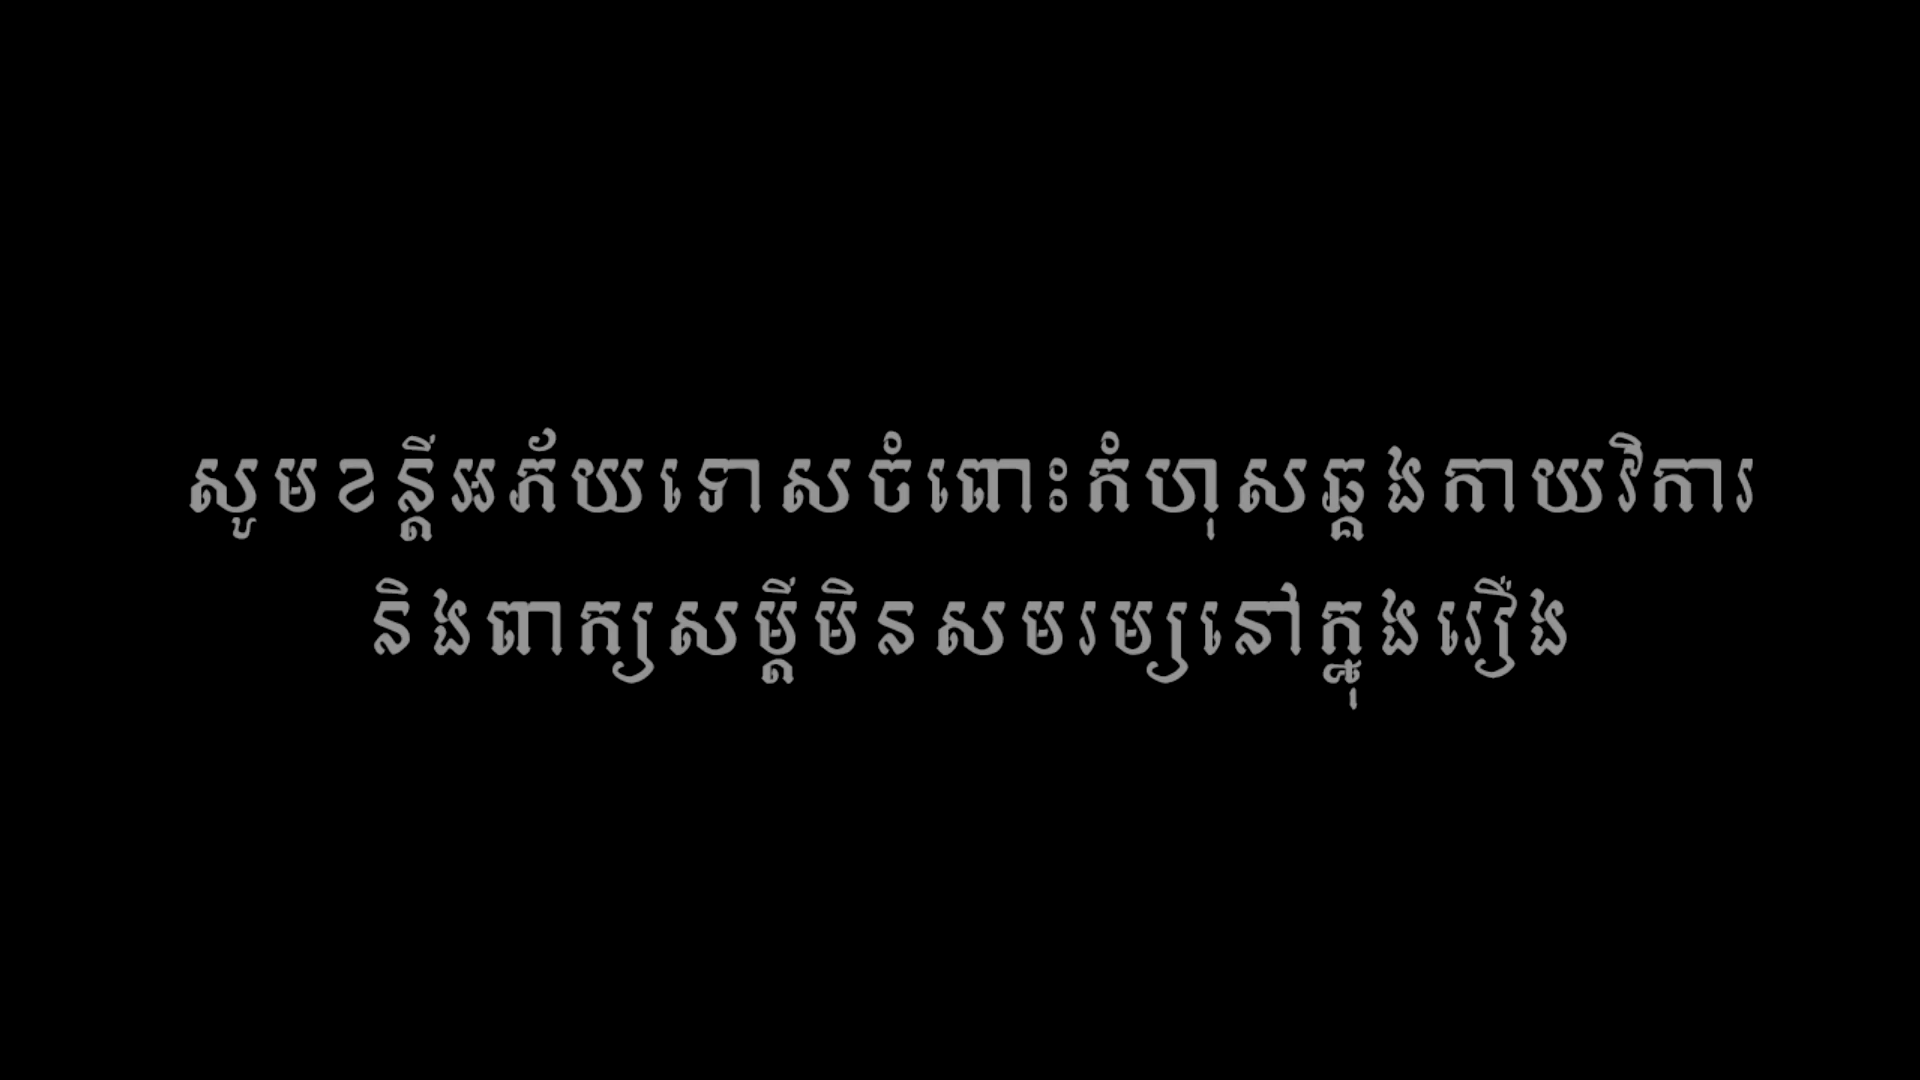 សូមខន្តីអភ័យទោសចំពោះកំហុសឆ្គងកាយវិការ
និងពាក្យសម្តីមិនសមរម្យនៅក្នុងរឿង